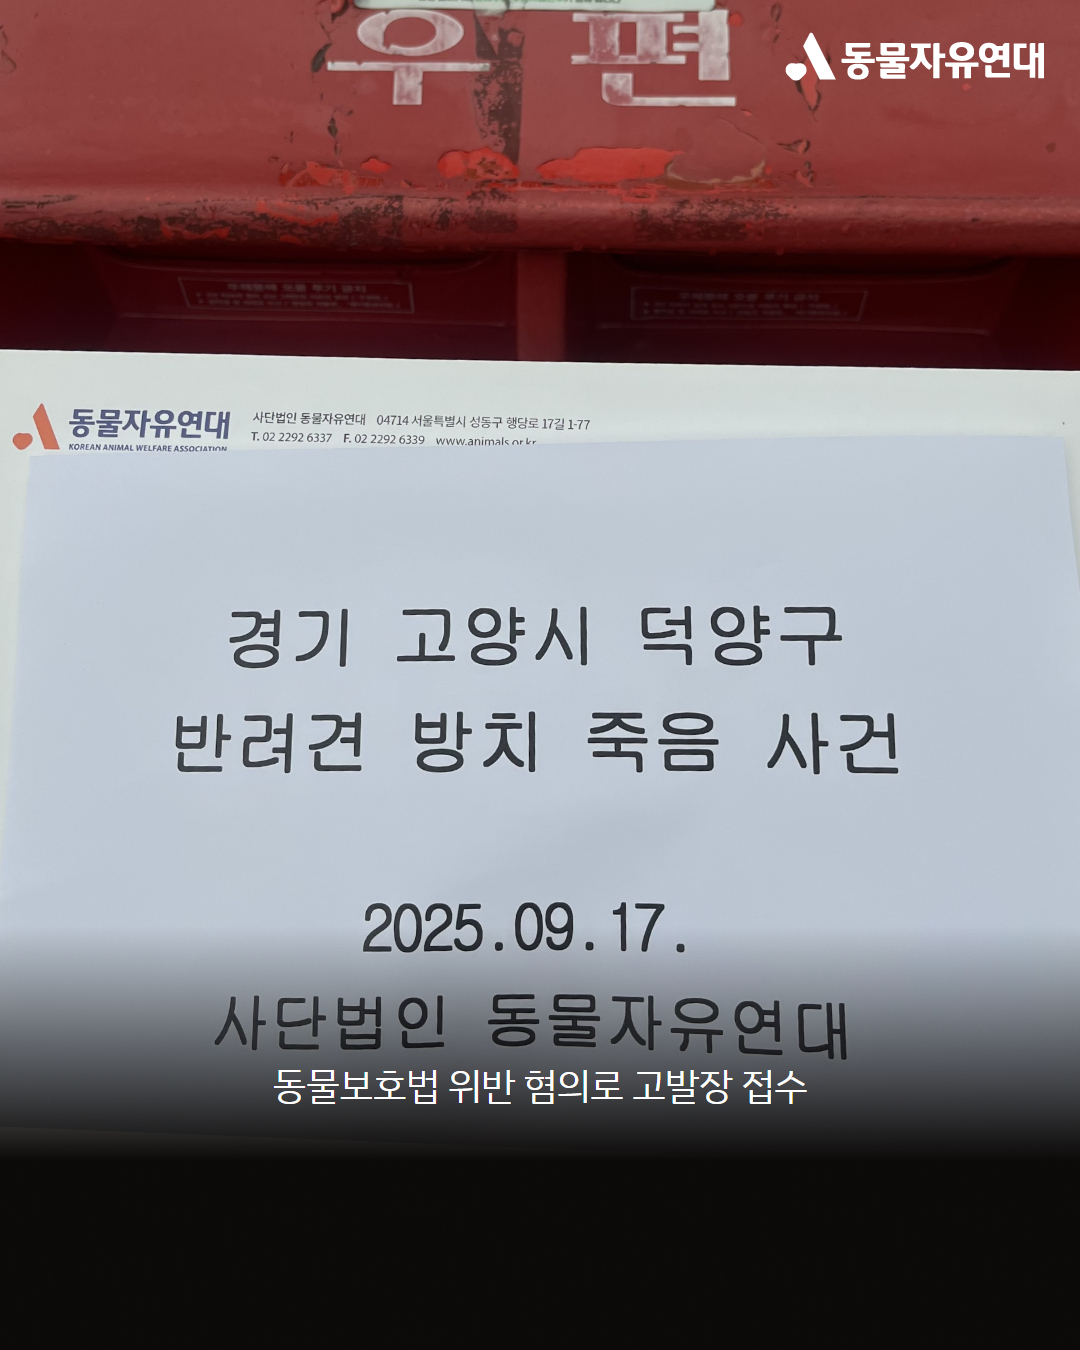 우 편
동물자유연대
동물자유연대
KOREAN ANIMAL WELFARE ASSOCIATION
사단법인 동물자유연대 04714 서울특별시 성동구 행당로 17길 1-77
T. 02 2292 6337 F. 02 2292 6339 www.animals.or.kr
경기 고양시 덕양구
반려견 방치 죽음 사건
2025.09.17.
사단법인 동물자유연대
동물보호법 위반 혐의로 고발장 접수